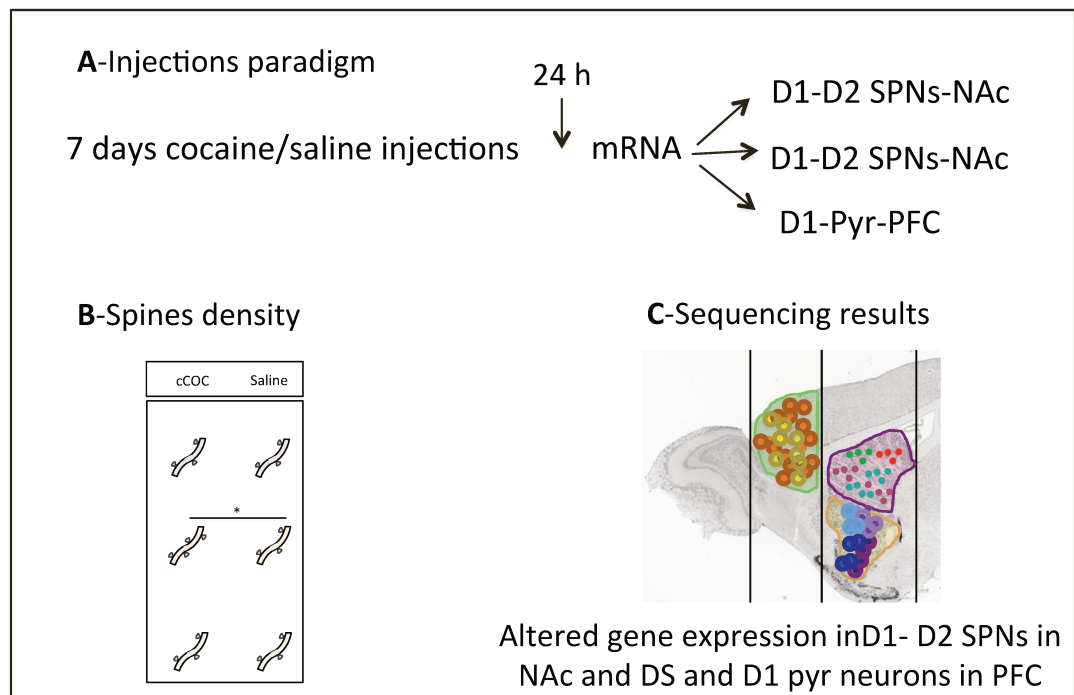 A-Injections paradigm
24 h
7 days cocaine/saline injections
mRNA
D1-D2 SPNs-NAc
D1-D2 SPNs-NAc
D1-Pyr-PFC
B-Spines density
cCOC Saline
*
C-Sequencing results
Altered gene expression inD1- D2 SPNs in
NAc and DS and D1 pyr neurons in PFC